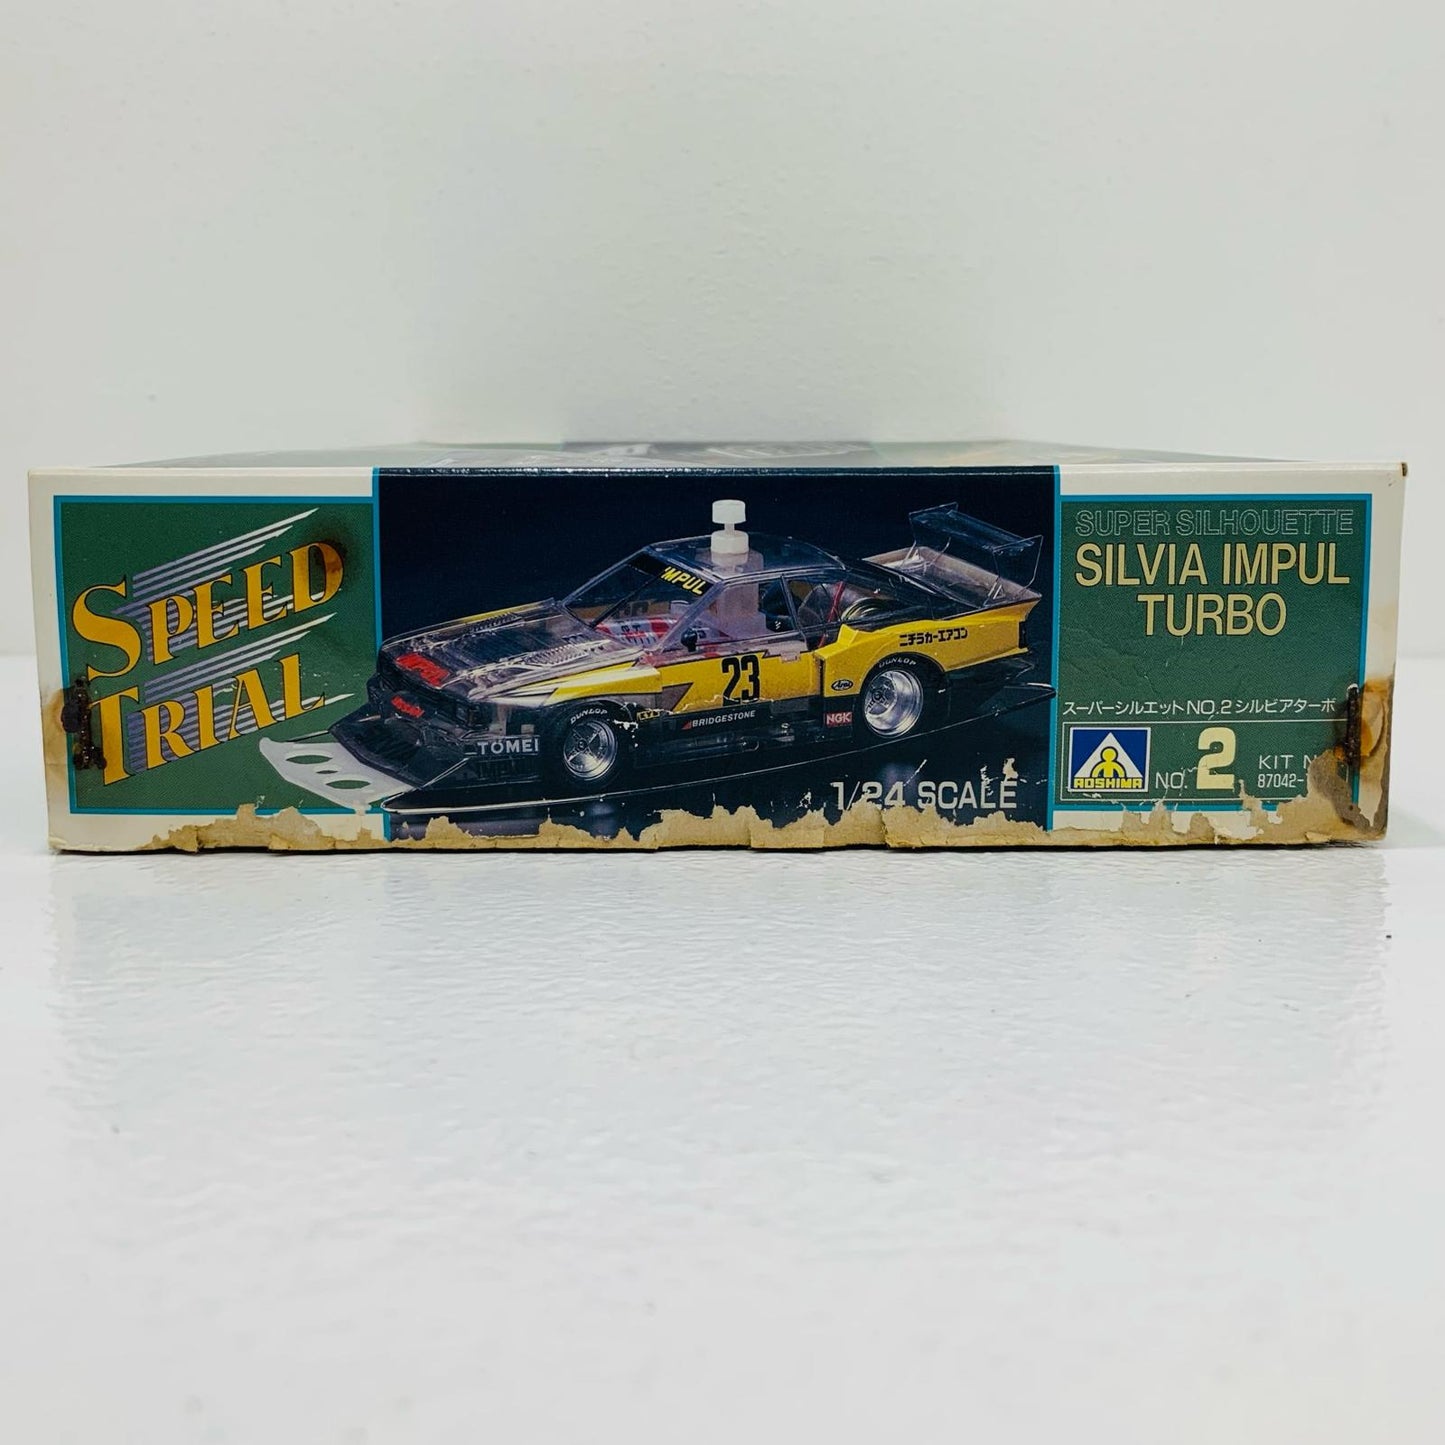 SPEED
TRIAL
IMPUL
23
ニチラカーエアコン
DUNLOP
Arai
NGK
BRIDGESTONE
DUNLOP
TOMEI
1/24 SCALE
SUPER SILHOUETTE
SILVIA IMPUL
TURBO
スーパーシルエットNO.2シルビアターボ
AOSHIMA
NO. 2
KIT
87042-